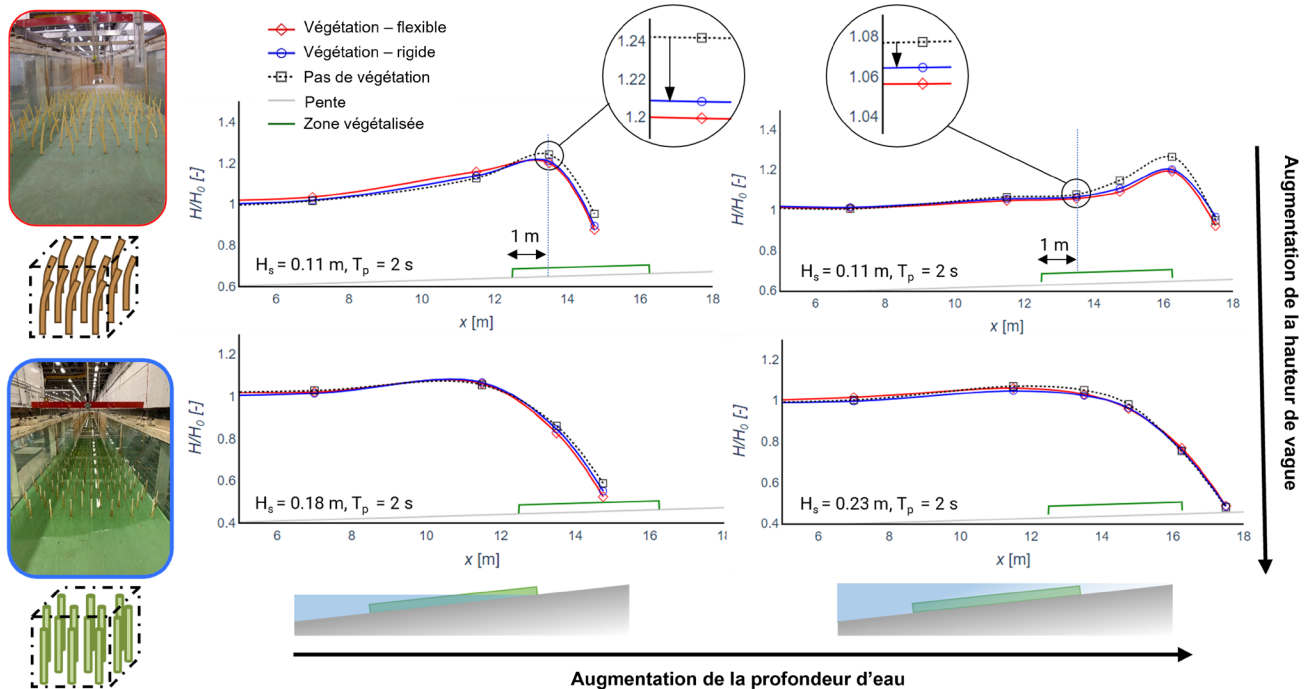 Végétation – flexible
Végétation – rigide
Pas de végétation
Pente
Zone végétalisée
1.24
1.22
1.2
1.08
1.06
1.04
1.4
1.2
1
0.8
0.6
H/H0 [-]
1 m
Hs = 0.11 m, Tp = 2 s
6 8 10 12 14 16 18
x [m]
1.4
1.2
1
0.8
0.6
H/H0 [-]
1 m
Hs = 0.11 m, Tp = 2 s
6 8 10 12 14 16 18
x [m]
1.2
1
0.8
0.6
0.4
H/H0 [-]
Hs = 0.18 m, Tp = 2 s
6 8 10 12 14 16
x [m]
1.2
1
0.8
0.6
0.4
H/H0 [-]
Hs = 0.23 m, Tp = 2 s
6 8 10 12 14 16 18
x [m]
Augmentation de la hauteur de vague
Augmentation de la profondeur d'eau